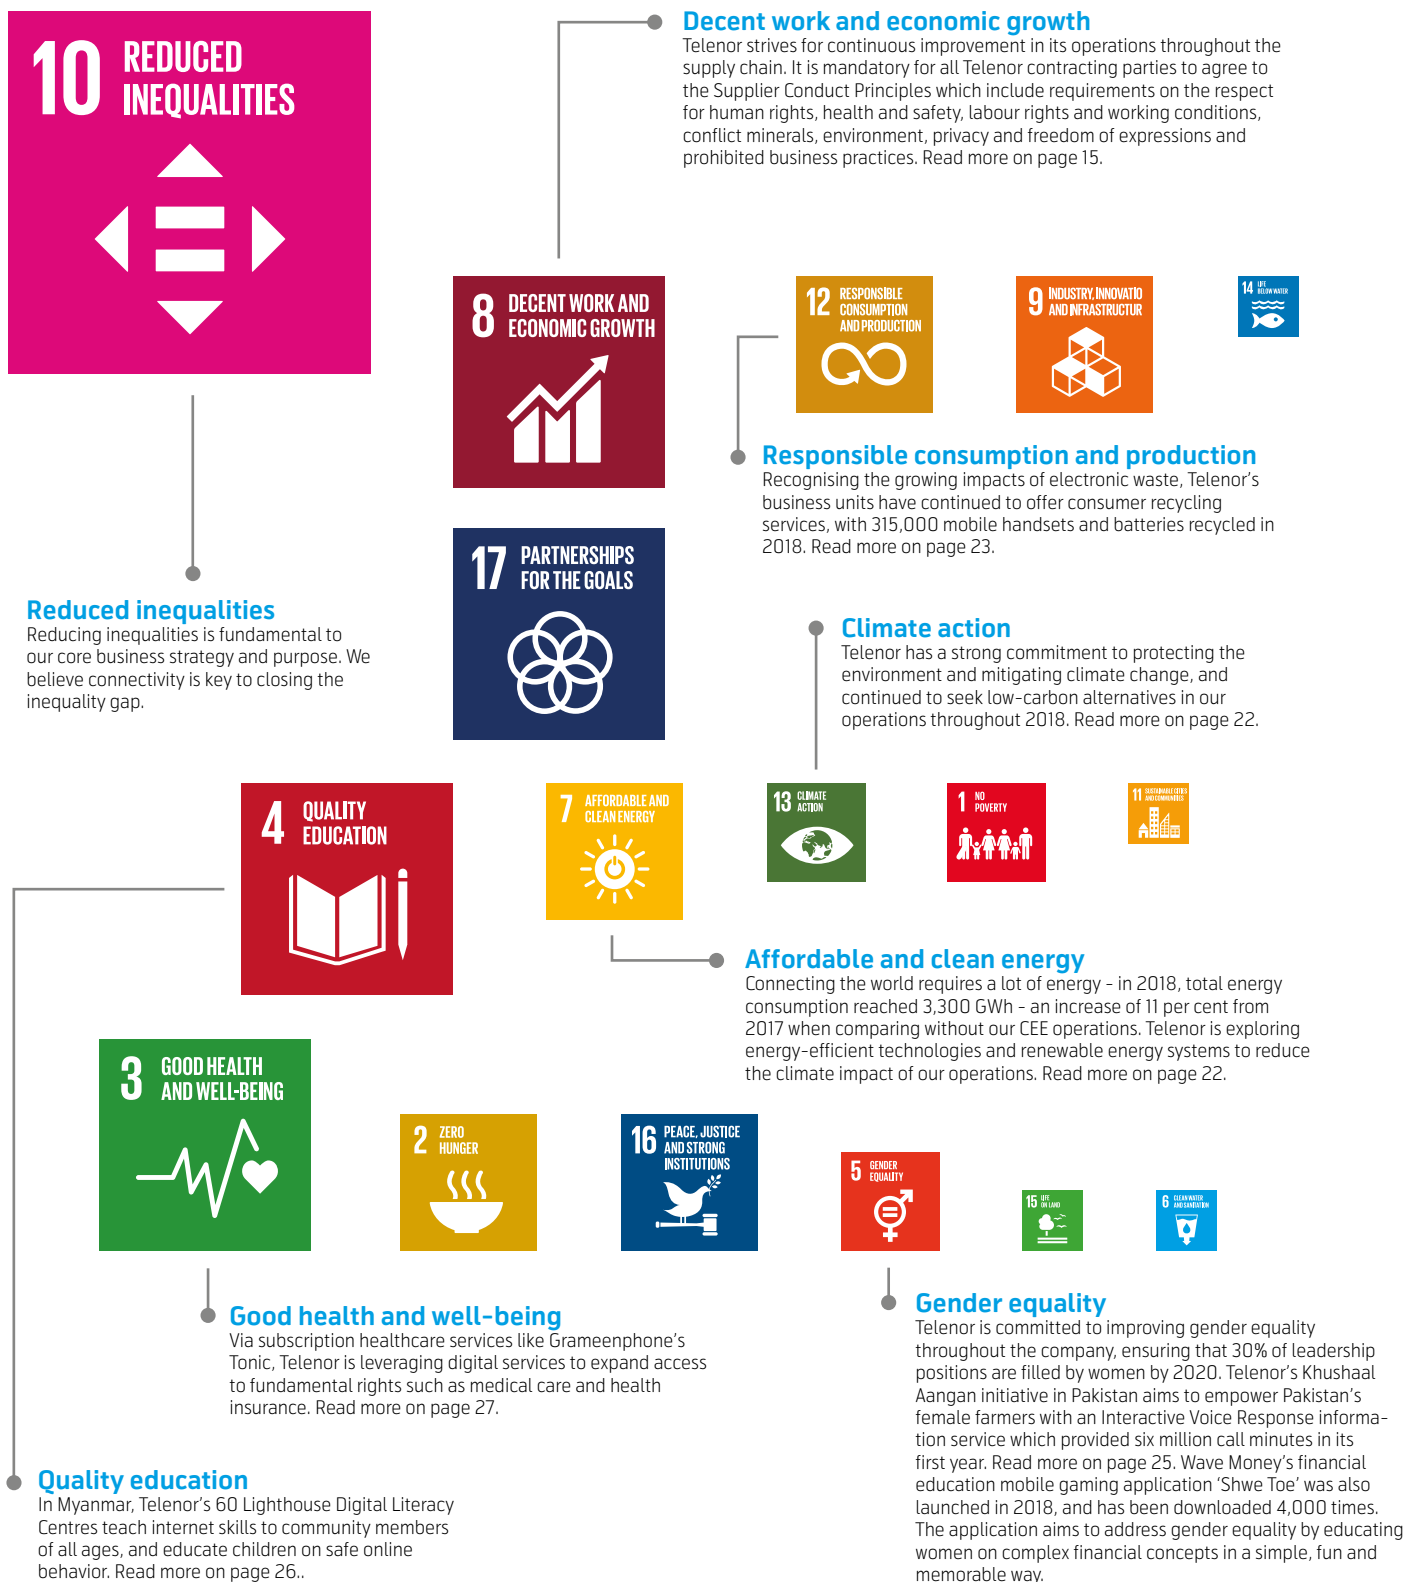 10 REDUCED
INEQUALITIES
Decent work and economic growth
Telenor strives for continuous improvement in its operations throughout the
supply chain. It is mandatory for all Telenor contracting parties to agree to
the Supplier Conduct Principles which include requirements on the respect
for human rights, health and safety, labour rights and working conditions,
conflict minerals, environment, privacy and freedom of expressions and
prohibited business practices. Read more on page 15.
8 DECENT WORK AND
ECONOMIC GROWTH
12 RESPONSIBLE
CONSUMPTION
AND PRODUCTION
9 INDUSTRY, INNOVATIO
AND INFRASTRUCTUR
14 LIFE
BELOW WATER
Responsible consumption and production
Recognising the growing impacts of electronic waste, Telenor’s
business units have continued to offer consumer recycling
services, with 315,000 mobile handsets and batteries recycled in
2018. Read more on page 23.
17 PARTNERSHIPS
FOR THE GOALS
Reduced inequalities
Reducing inequalities is fundamental to
our core business strategy and purpose. We
believe connectivity is key to closing the
inequality gap.
Climate action
Telenor has a strong commitment to protecting the
environment and mitigating climate change, and
continued to seek low-carbon alternatives in our
operations throughout 2018. Read more on page 22.
4 QUALITY
EDUCATION
7 AFFORDABLE AND
CLEAN ENERGY
13 CLIMATE
ACTION
1 NO
POVERTY
11 SUSTAINABLE CITIES
AND COMMUNITIES
Affordable and clean energy
Connecting the world requires a lot of energy - in 2018, total energy
consumption reached 3,300 GWh - an increase of 11 per cent from
2017 when comparing without our CEE operations. Telenor is exploring
energy-efficient technologies and renewable energy systems to reduce
the climate impact of our operations. Read more on page 22.
3 GOOD HEALTH
AND WELL-BEING
2 ZERO
HUNGER
16 PEACE, JUSTICE
AND STRONG
INSTITUTIONS
5 GENDER
EQUALITY
15 LIFE
ON LAND
6 CLEAN WATER
AND SANITATION
Good health and well-being
Via subscription healthcare services like Grameenphone’s
Tonic, Telenor is leveraging digital services to expand access
to fundamental rights such as medical care and health
insurance. Read more on page 27.
Gender equality
Telenor is committed to improving gender equality
throughout the company, ensuring that 30% of leadership
positions are filled by women by 2020. Telenor’s Khushaal
Aangan initiative in Pakistan aims to empower Pakistan’s
female farmers with an Interactive Voice Response informa-
tion service which provided six million call minutes in its
first year. Read more on page 25. Wave Money’s financial
education mobile gaming application ‘Shwe Toe’ was also
launched in 2018, and has been downloaded 4,000 times.
The application aims to address gender equality by educating
women on complex financial concepts in a simple, fun and
memorable way.
Quality education
In Myanmar, Telenor’s 60 Lighthouse Digital Literacy
Centres teach internet skills to community members
of all ages, and educate children on safe online
behavior. Read more on page 26..